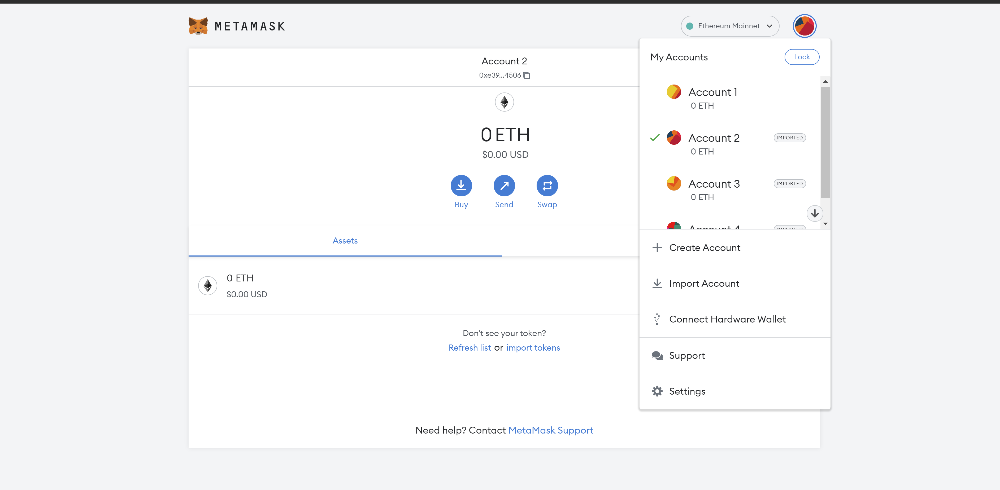 METAMASK
Ethereum Mainnet
Account 2
0xe39...4506
0 ETH
$0.00 USD
Buy
Send
Swap
Assets
0 ETH
$0.00 USD
Don't see your token?
Refresh list or import tokens
Need help? Contact MetaMask Support
My Accounts
Lock
Account 1
0 ETH
Account 2
IMPORTED
0 ETH
Account 3
IMPORTED
0 ETH
Account 4
IMPORTED
Create Account
Import Account
Connect Hardware Wallet
Support
Settings